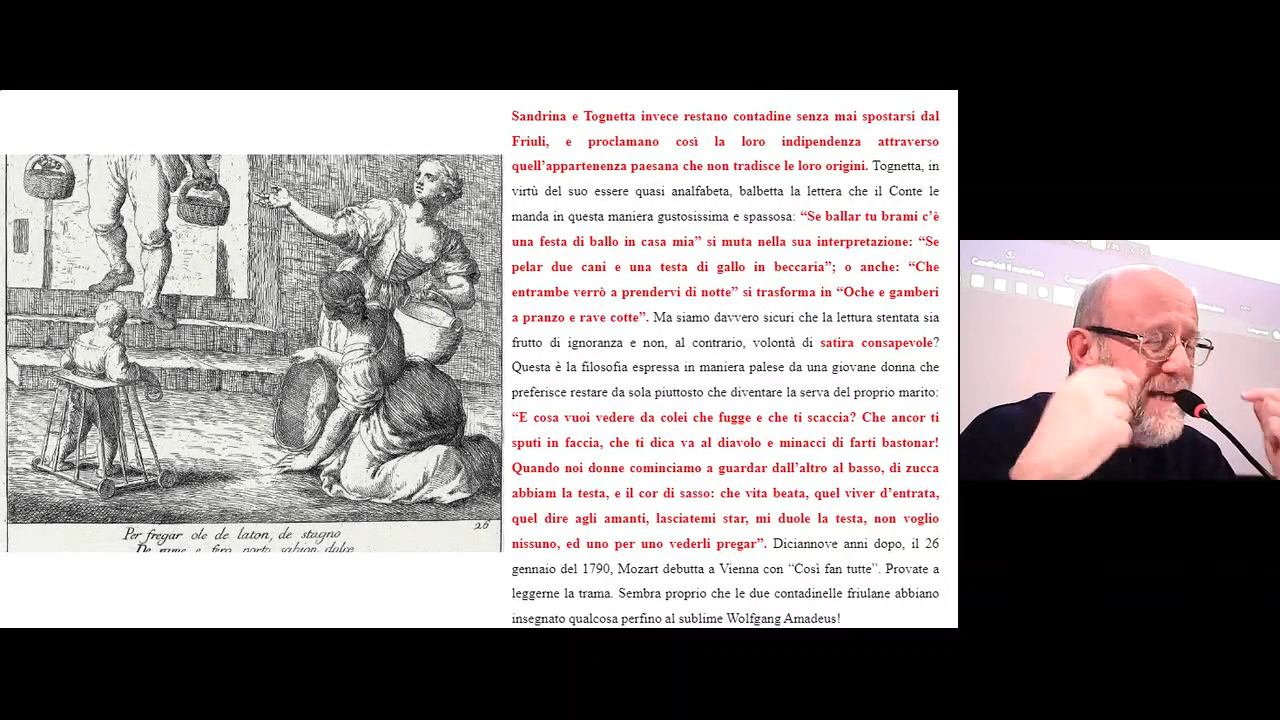 Sandrina e Tognetta invece restano contadine senza mai spostarsi dal
Friuli, e proclamano così la loro indipendenza attraverso
quell’appartenenza paesana che non tradisce le loro origini. Tognetta, in
virtù del suo essere quasi analfabeta, balbetta la lettera che il Conte le
manda in questa maniera gustosissima e spassosa: “Se ballar tu brami c’è
una festa di ballo in casa mia” si muta nella sua interpretazione: “Se
pelar due cani e una testa di gallo in beccaria”; o anche: “Che
entrambe verrò a prendervi di notte” si trasforma in “Oche e gamberi
a pranzo e rave cotte”. Ma siamo davvero sicuri che la lettura stentata sia
frutto di ignoranza e non, al contrario, volontà di satira consapevole?
Questa è la filosofia espressa in maniera palese da una giovane donna che
preferisce restare da sola piuttosto che diventare la serva del proprio marito:
“E cosa vuoi vedere da colei che fugge e che ti scaccia? Che ancor ti
sputi in faccia, che ti dica va al diavolo e minacci di farti bastonar!
Quando noi donne cominciamo a guardar dall’altro al basso, di zucca
abbiam la testa, e il cor di sasso: che vita beata, quel viver d’entrata,
quel dire agli amanti, lasciatemi star, mi duole la testa, non voglio
nissuno, ed uno per uno vederli pregar”. Diciannove anni dopo, il 26
gennaio del 1790, Mozart debutta a Vienna con “Così fan tutte”. Provate a
leggerne la trama. Sembra proprio che le due contadinelle friulane abbiano
insegnato qualcosa perfino al sublime Wolfgang Amadeus!
26
Per fregar ole de laton, de stagno
De rame e fero porto sabion dolce